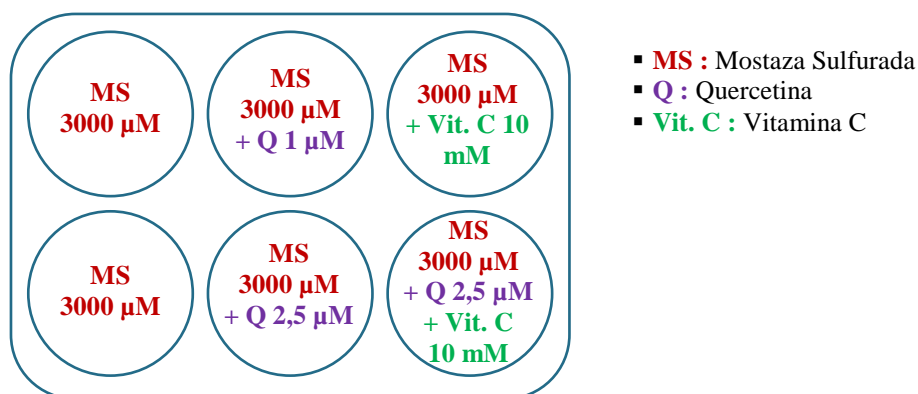 MS
3000 µM
MS
3000 µM
+ Q 1 µM
MS
3000 µM
+ Vit. C 10
mM
MS
3000 µM
MS
3000 µM
+ Q 2,5 µM
MS
3000 µM
+ Q 2,5 µM
+ Vit. C
10 mM
▪ MS : Mostaza Sulfurada
▪ Q : Quercetina
▪ Vit. C : Vitamina C